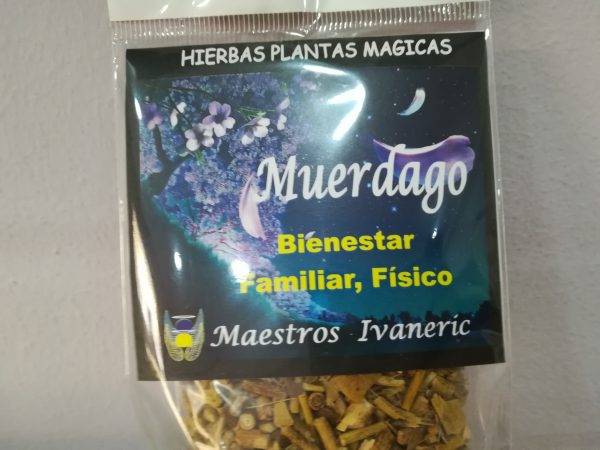 HIERBAS PLANTAS MAGICAS
Muerdago
Bienestar
Familiar, Físico
Maestros Ivaneric